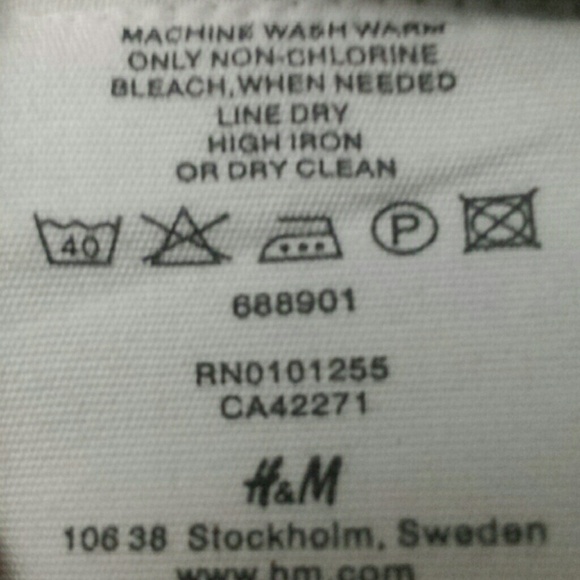 MACHINE WASH WARM
ONLY NON-CHLORINE
BLEACH,WHEN NEEDED
LINE DRY
HIGH IRON
OR DRY CLEAN
40 P
688901
RN0101255
CA42271
H&M
106 38 Stockholm, Sweden
www.hm.com